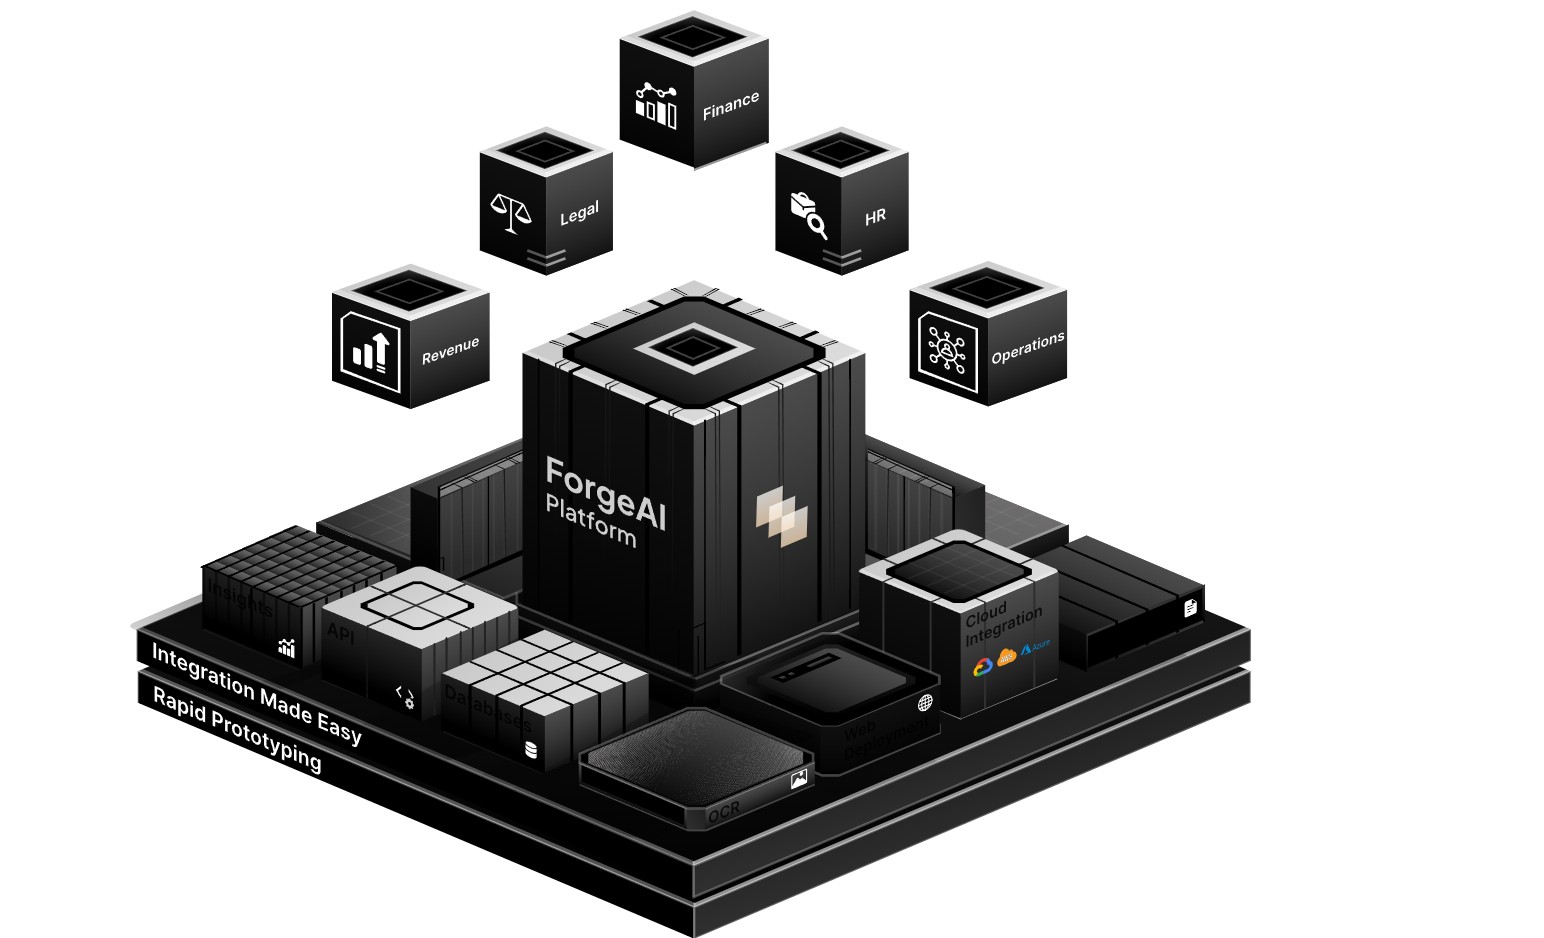 Finance
Legal
HR
Revenue
Operations
ForgeAI
Platform
Insights
API
Databases
OCR
Web
Deployment
Cloud
Integration
aws
Azure
Integration Made Easy
Rapid Prototyping